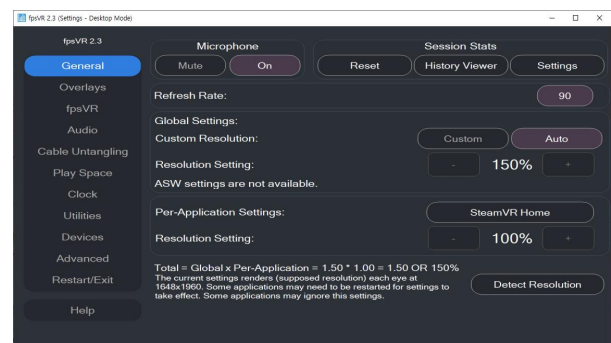 fpsVR 2.3 (Settings - Desktop Mode)
fpsVR 2.3
General
Overlays
fpsVR
Audio
Cable Untangling
Play Space
Clock
Utilities
Devices
Advanced
Restart/Exit
Help
Microphone
Mute On
Session Stats
Reset History Viewer Settings
Refresh Rate: 90
Global Settings:
Custom Resolution: Custom Auto
Resolution Setting: - 150% +
ASW settings are not available.
Per-Application Settings: SteamVR Home
Resolution Setting: - 100% +
Total = Global x Per-Application = 1.50 * 1.00 = 1.50 OR 150%
The current settings renders (supposed resolution) each eye at
1648x1960. Some applications may need to be restarted for settings to
take effect. Some applications may ignore this settings.
Detect Resolution